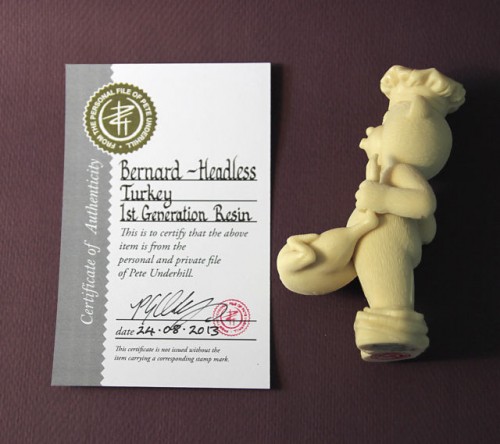 FROM THE PERSONAL FILE OF PETE UNDERHILL
Certificate of Authenticity
Bernard - Headless
Turkey
1st Generation Resin
This is to certify that the above
item is from the
personal and private file
of Pete Underhill.
date 24·08·2013
This certificate is not issued without the
item carrying a corresponding stamp mark.